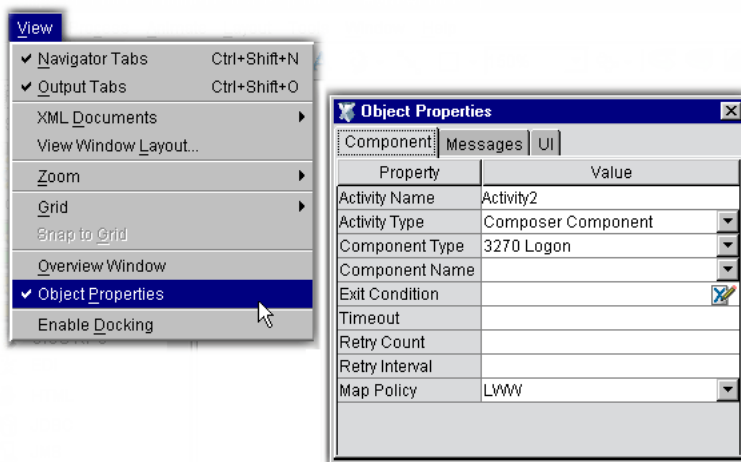 View
Navigator Tabs Ctrl+Shift+N
Output Tabs Ctrl+Shift+O
XML Documents
View Window Layout...
Zoom
Grid
Snap to Grid
Overview Window
Object Properties
Enable Docking
Object Properties
Component Messages UI
Property Value
Activity Name Activity2
Activity Type Composer Component
Component Type 3270 Logon
Component Name
Exit Condition
Timeout
Retry Count
Retry Interval
Map Policy LWW